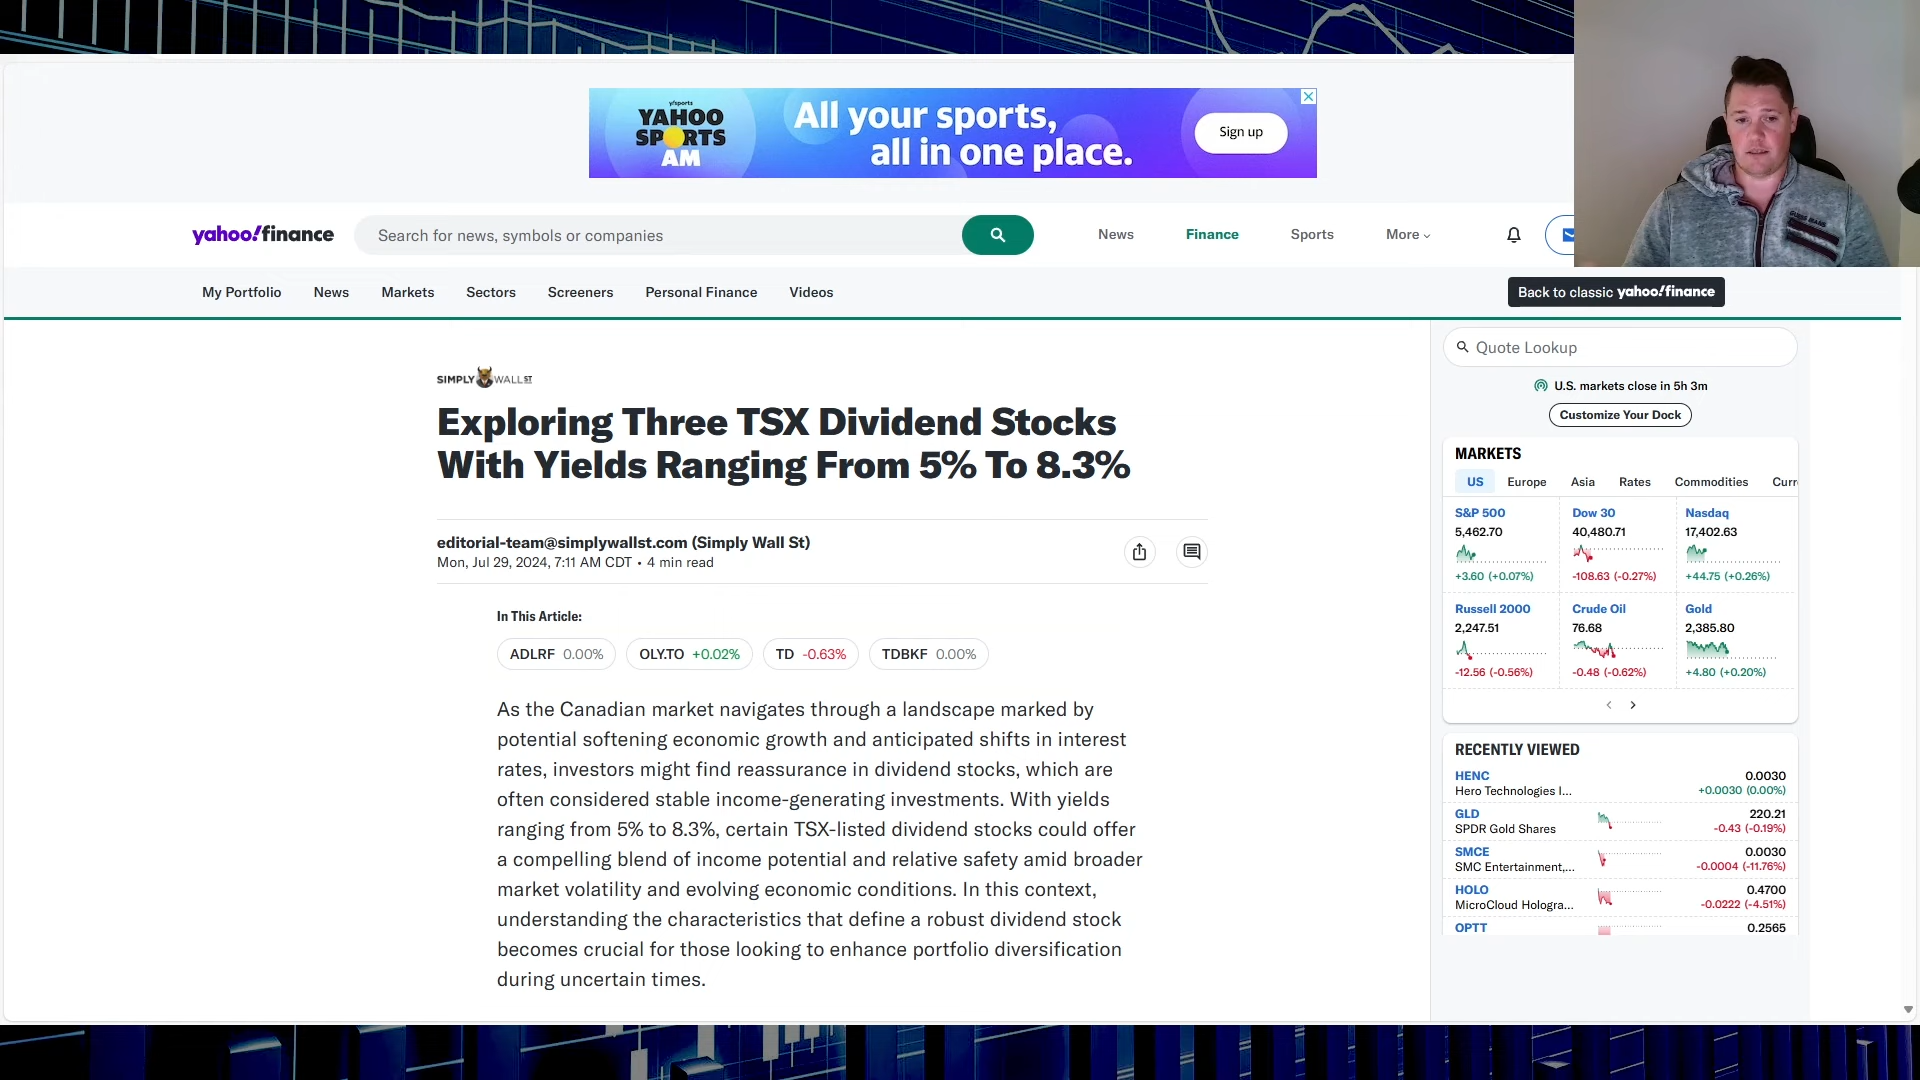 y/sports
YAHOO
SPORTS
AM
All your sports,
all in one place.
Sign up
yahoo!finance
Search for news, symbols or companies
News
Finance
Sports
More
My Portfolio
News
Markets
Sectors
Screeners
Personal Finance
Videos
Back to classic yahoo!finance
SIMPLY WALL ST
Exploring Three TSX Dividend Stocks
With Yields Ranging From 5% To 8.3%
editorial-team@simplywallst.com (Simply Wall St)
Mon, Jul 29, 2024, 7:11 AM CDT • 4 min read
In This Article:
ADLRF 0.00%
OLY.TO +0.02%
TD -0.63%
TDBKF 0.00%
As the Canadian market navigates through a landscape marked by
potential softening economic growth and anticipated shifts in interest
rates, investors might find reassurance in dividend stocks, which are
often considered stable income-generating investments. With yields
ranging from 5% to 8.3%, certain TSX-listed dividend stocks could offer
a compelling blend of income potential and relative safety amid broader
market volatility and evolving economic conditions. In this context,
understanding the characteristics that define a robust dividend stock
becomes crucial for those looking to enhance portfolio diversification
during uncertain times.
Quote Lookup
U.S. markets close in 5h 3m
Customize Your Dock
MARKETS
US Europe Asia Rates Commodities Curr
S&P 500 Dow 30 Nasdaq
5,462.70 40,480.71 17,402.63
+3.60 (+0.07%) -108.63 (-0.27%) +44.75 (+0.26%)
Russell 2000 Crude Oil Gold
2,247.51 76.68 2,385.80
-12.56 (-0.56%) -0.48 (-0.62%) +4.80 (+0.20%)
RECENTLY VIEWED
HENC 0.0030
Hero Technologies I... +0.0030 (0.00%)
GLD 220.21
SPDR Gold Shares -0.43 (-0.19%)
SMCE 0.0030
SMC Entertainment,... -0.0004 (-11.76%)
HOLO 0.4700
MicroCloud Hologra... -0.0222 (-4.51%)
OPTT 0.2565